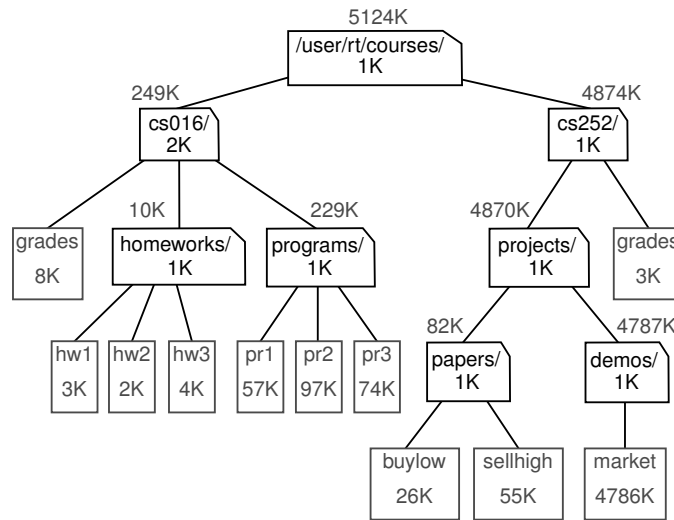 5124K
/user/rt/courses/
1K
249K
4874K
cs016/
2K
cs252/
1K
10K
229K
4870K
grades
8K
homeworks/
1K
programs/
1K
projects/
1K
grades
3K
82K
4787K
hw1
3K
hw2
2K
hw3
4K
pr1
57K
pr2
97K
pr3
74K
papers/
1K
demos/
1K
buylow
26K
sellhigh
55K
market
4786K